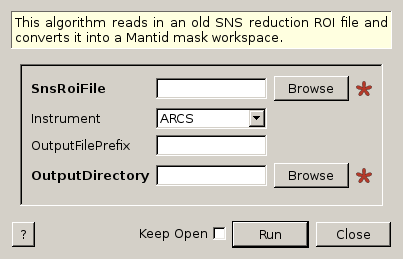 This algorithm reads in an old SNS reduction ROI file and
converts it into a Mantid mask workspace.
SnsRoiFile Browse *
Instrument ARCS
OutputFilePrefix
OutputDirectory Browse *
? Keep Open Run Close